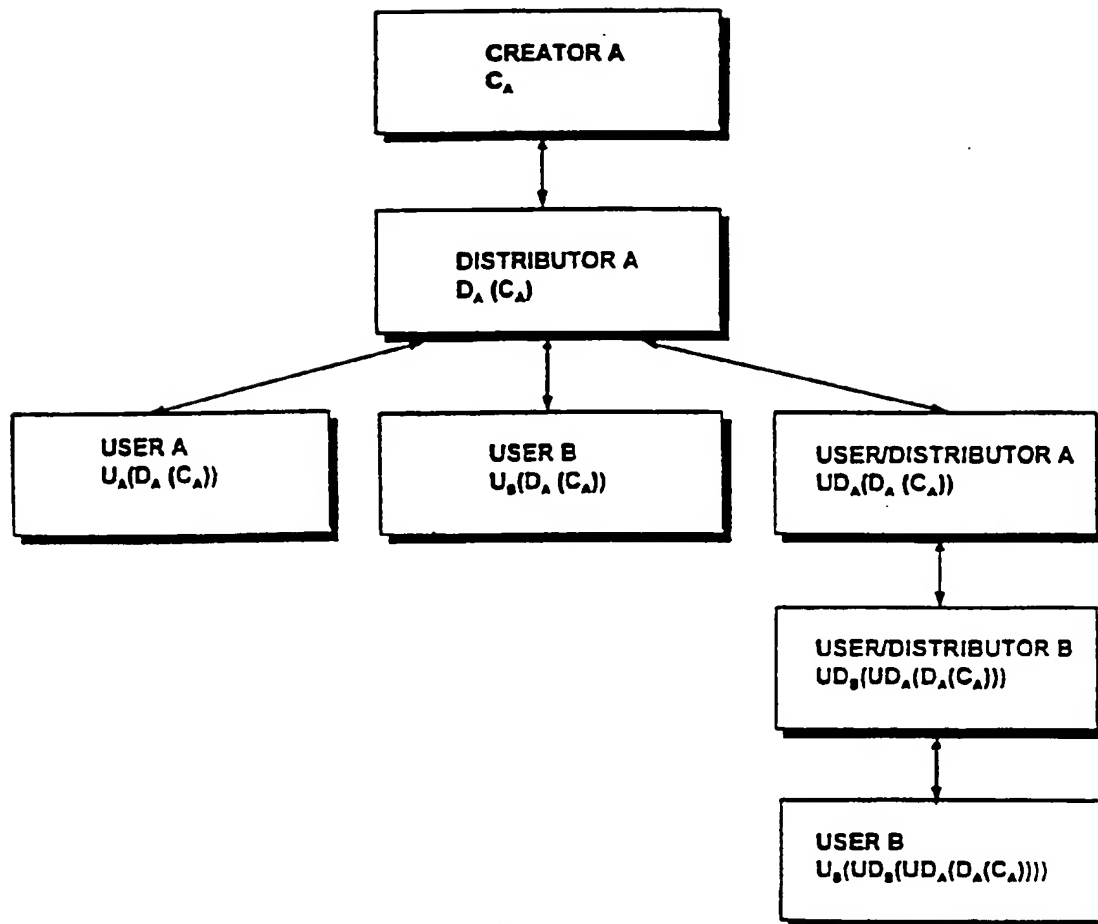 CREATOR A
C_A
DISTRIBUTOR A
D_A (C_A)
USER A
U_A(D_A (C_A))
USER B
U_B(D_A (C_A))
USER/DISTRIBUTOR A
UD_A(D_A (C_A))
USER/DISTRIBUTOR B
UD_B(UD_A(D_A(C_A)))
USER B
U_B(UD_B(UD_A(D_A(C_A))))